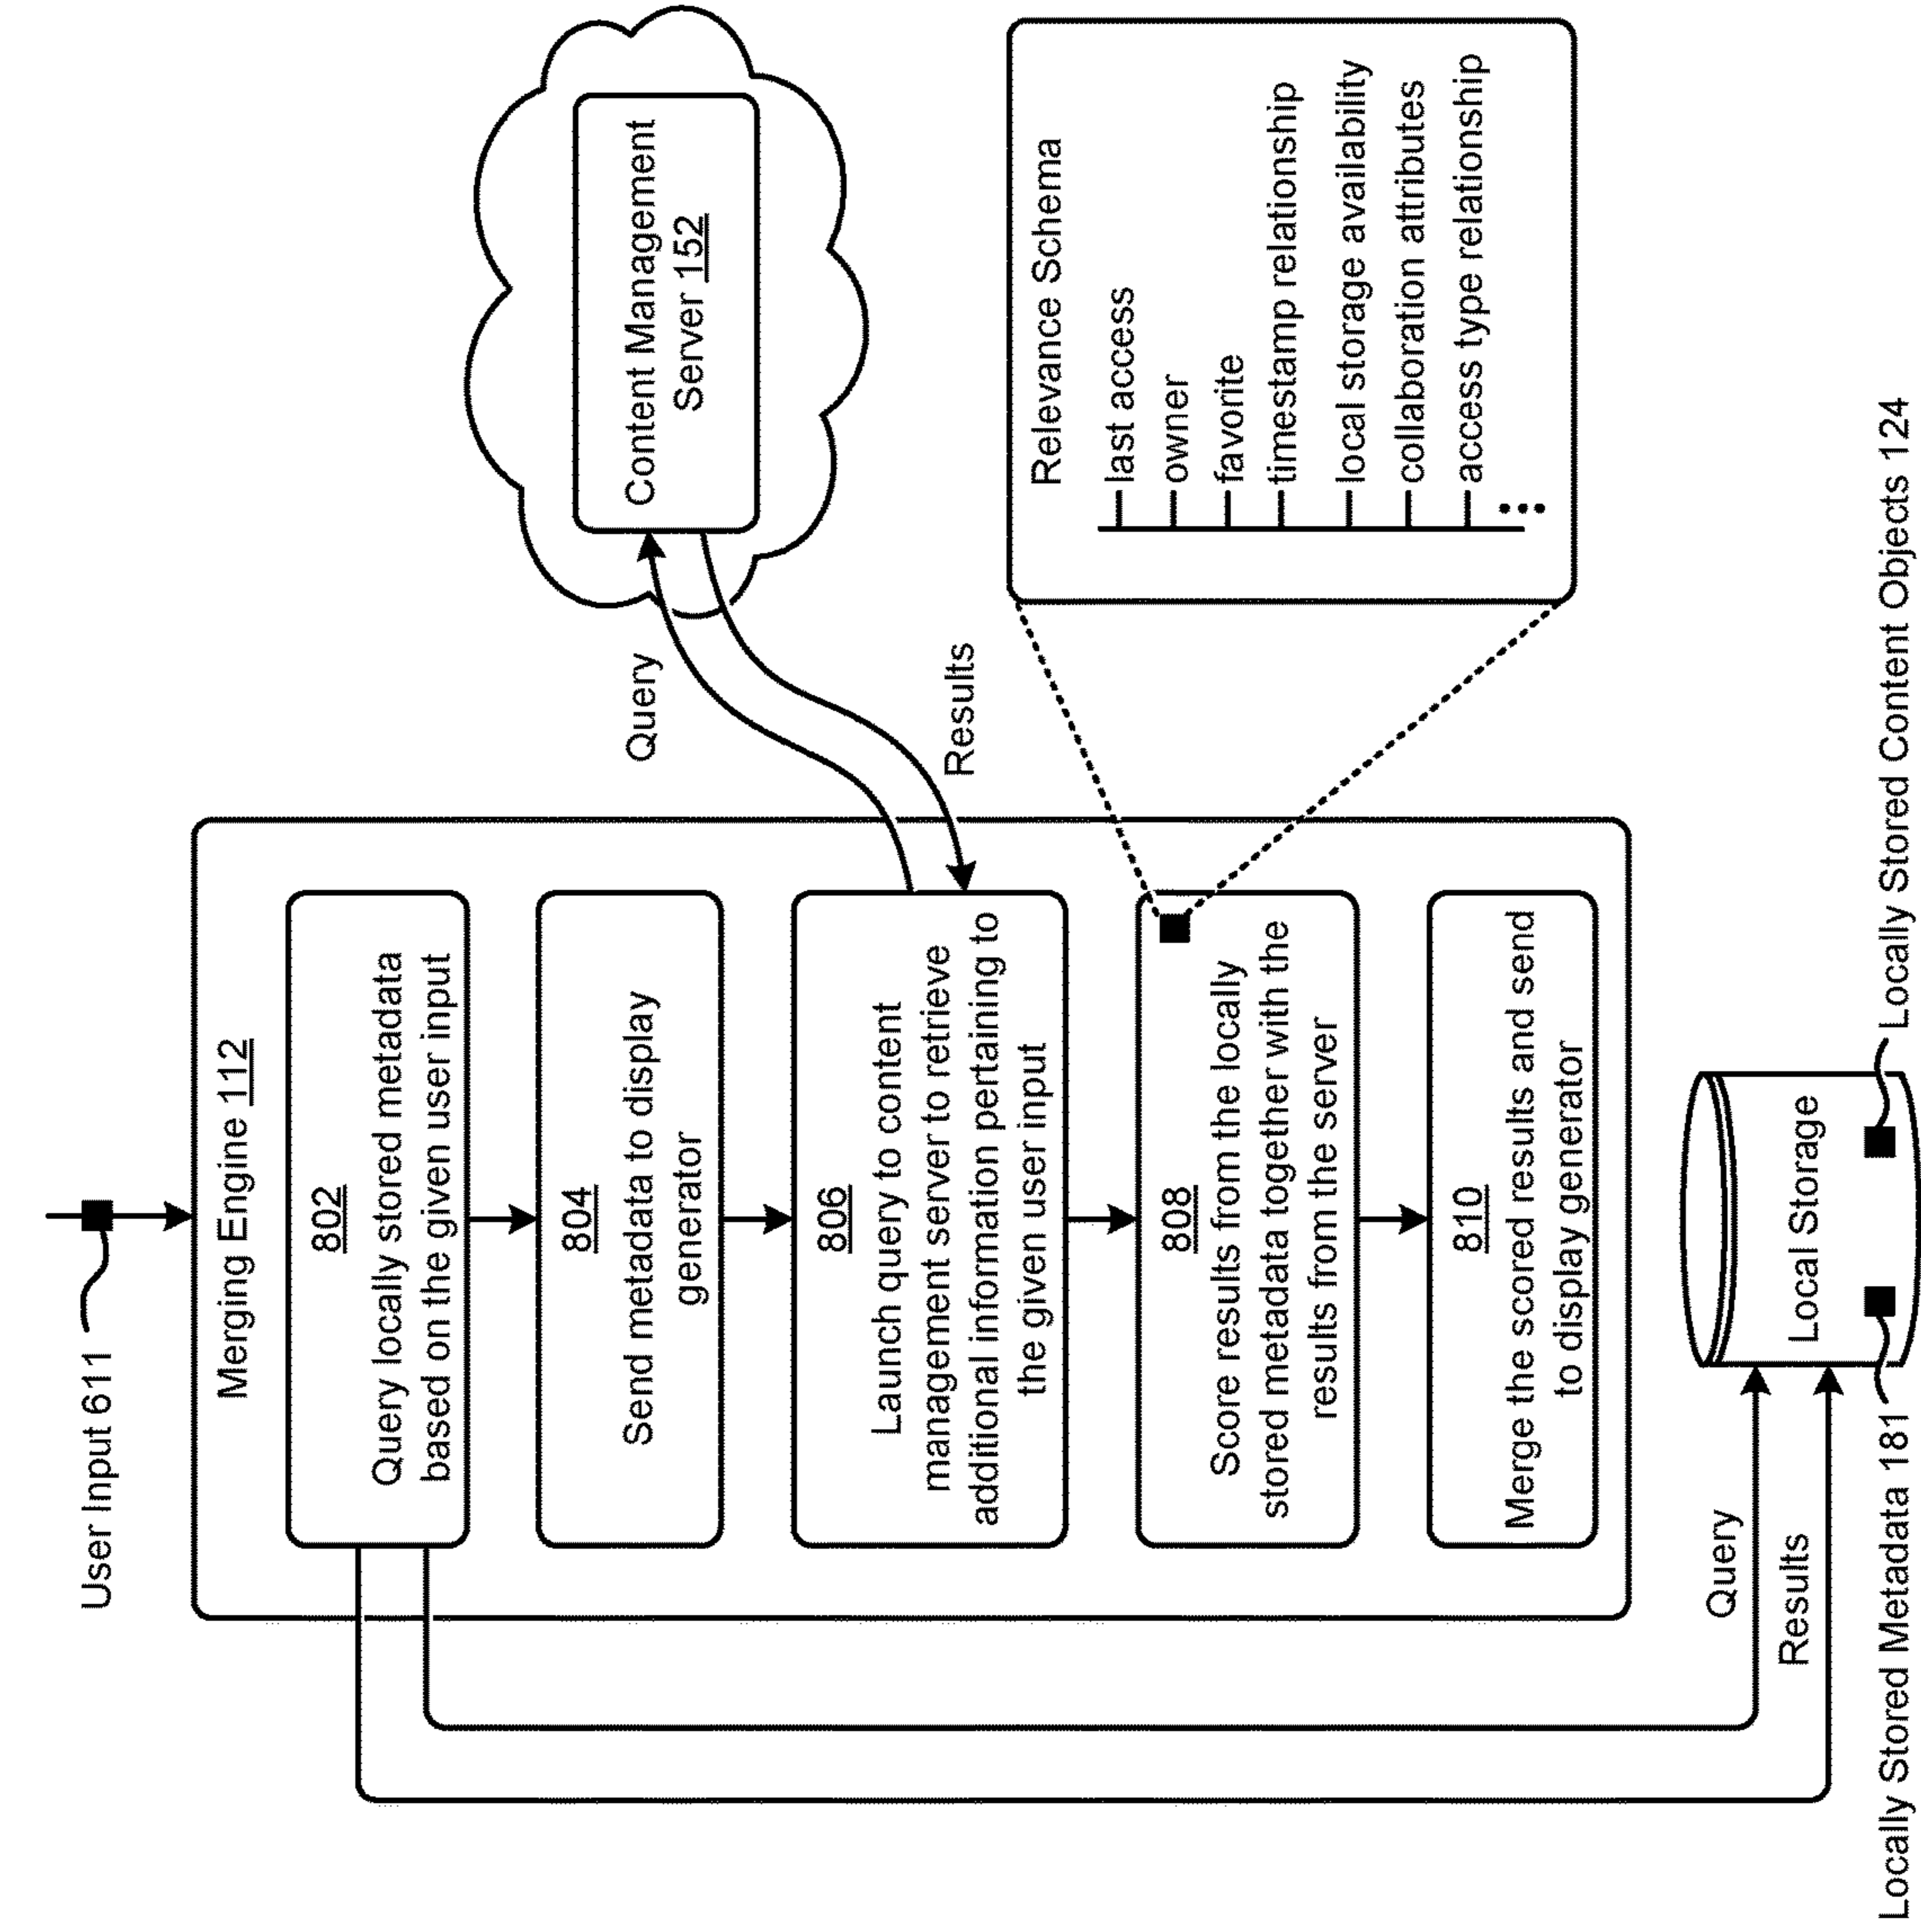 User Input 611
Merging Engine 112
802
Query locally stored metadata
based on the given user input
804
Send metadata to display
generator
806
Launch query to content
management server to retrieve
additional information pertaining to
the given user input
808
Score results from the locally
stored metadata together with the
results from the server
810
Merge the scored results and send
to display generator
Query
Results
Content Management
Server 152
Relevance Schema
last access
owner
favorite
timestamp relationship
local storage availability
collaboration attributes
access type relationship
...
Query
Results
Local Storage
Locally Stored Metadata 181
Locally Stored Content Objects 124